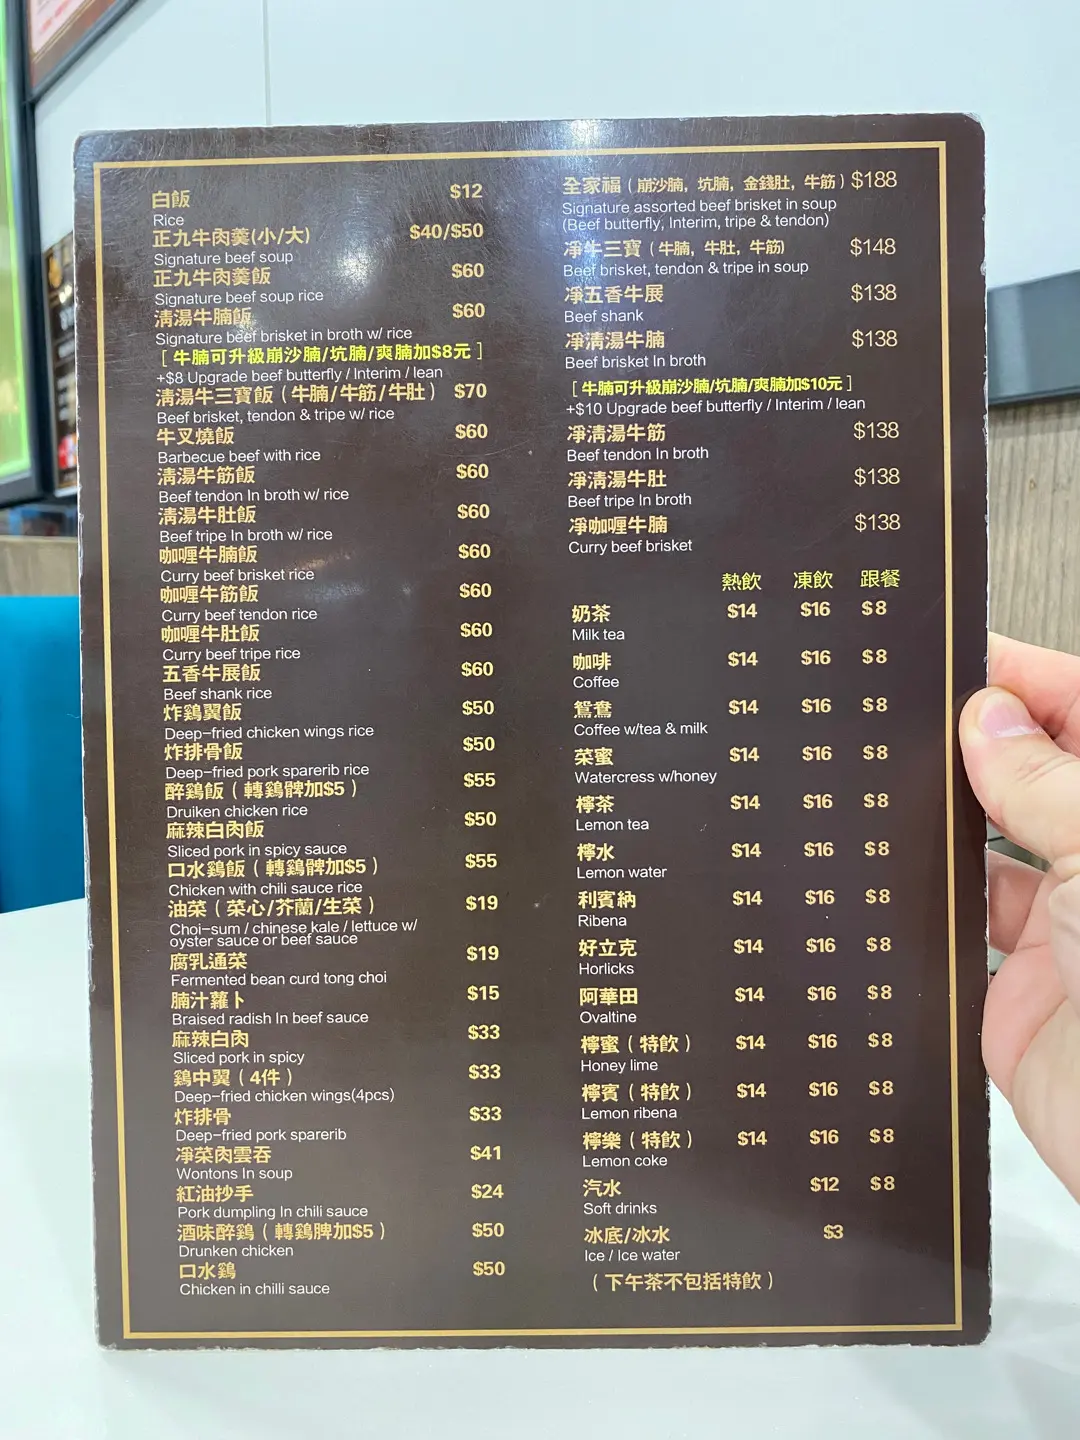 白飯 $12
Rice
正九牛肉羹(小/大) $40/$50
Signature beef soup
正九牛肉羹飯 $60
Signature beef soup rice
清湯牛腩飯 $60
Signature beef brisket in broth w/ rice
[ 牛腩可升級崩沙腩/坑腩/爽腩加$8元 ]
+$8 Upgrade beef butterfly / Interim / lean
清湯牛三寶飯 ( 牛腩/牛筋/牛肚 ) $70
Beef brisket, tendon & tripe w/ rice
牛叉燒飯 $60
Barbecue beef with rice
清湯牛筋飯 $60
Beef tendon In broth w/ rice
清湯牛肚飯 $60
Beef tripe In broth w/ rice
咖喱牛腩飯 $60
Curry beef brisket rice
咖喱牛筋飯 $60
Curry beef tendon rice
咖喱牛肚飯 $60
Curry beef tripe rice
五香牛展飯 $60
Beef shank rice
炸鷄翼飯 $50
Deep-fried chicken wings rice
炸排骨飯 $50
Deep-fried pork sparerib rice
醉鷄飯 ( 轉鷄髀加$5 ) $55
Druiken chicken rice
麻辣白肉飯 $50
Sliced pork in spicy sauce
口水鷄飯 ( 轉鷄髀加$5 ) $55
Chicken with chili sauce rice
油菜 ( 菜心/芥蘭/生菜 ) $19
Choi-sum / chinese kale / lettuce w/
oyster sauce or beef sauce
腐乳通菜 $19
Fermented bean curd tong choi
腩汁蘿卜 $15
Braised radish In beef sauce
麻辣白肉 $33
Sliced pork in spicy
鷄中翼 ( 4件 ) $33
Deep-fried chicken wings(4pcs)
炸排骨 $33
Deep-fried pork sparerib
凈菜肉雲吞 $41
Wontons In soup
紅油抄手 $24
Pork dumpling In chili sauce
酒味醉鷄 ( 轉鷄脾加$5 ) $50
Drunken chicken
口水鷄 $50
Chicken in chilli sauce
全家福 ( 崩沙腩, 坑腩, 金錢肚, 牛筋 ) $188
Signature assorted beef brisket in soup
(Beef butterfly, Interim, tripe & tendon)
凈牛三寶 ( 牛腩, 牛肚, 牛筋) $148
Beef brisket, tendon & tripe in soup
凈五香牛展 $138
Beef shank
凈清湯牛腩 $138
Beef brisket In broth
[ 牛腩可升級崩沙腩/坑腩/爽腩加$10元 ]
+$10 Upgrade beef butterfly / Interim / lean
凈清湯牛筋 $138
Beef tendon In broth
凈清湯牛肚 $138
Beef tripe In broth
凈咖喱牛腩 $138
Curry beef brisket
熱飲 凍飲 跟餐
奶茶 $14 $16 $8
Milk tea
咖啡 $14 $16 $8
Coffee
鴛鴦 $14 $16 $8
Coffee w/tea & milk
菜蜜 $14 $16 $8
Watercress w/honey
檸茶 $14 $16 $8
Lemon tea
檸水 $14 $16 $8
Lemon water
利賓納 $14 $16 $8
Ribena
好立克 $14 $16 $8
Horlicks
阿華田 $14 $16 $8
Ovaltine
檸蜜 ( 特飲 ) $14 $16 $8
Honey lime
檸賓 ( 特飲 ) $14 $16 $8
Lemon ribena
檸樂 ( 特飲 ) $14 $16 $8
Lemon coke
汽水 $12 $8
Soft drinks
冰底/冰水 $3
Ice / Ice water
( 下午茶不包括特飲 )